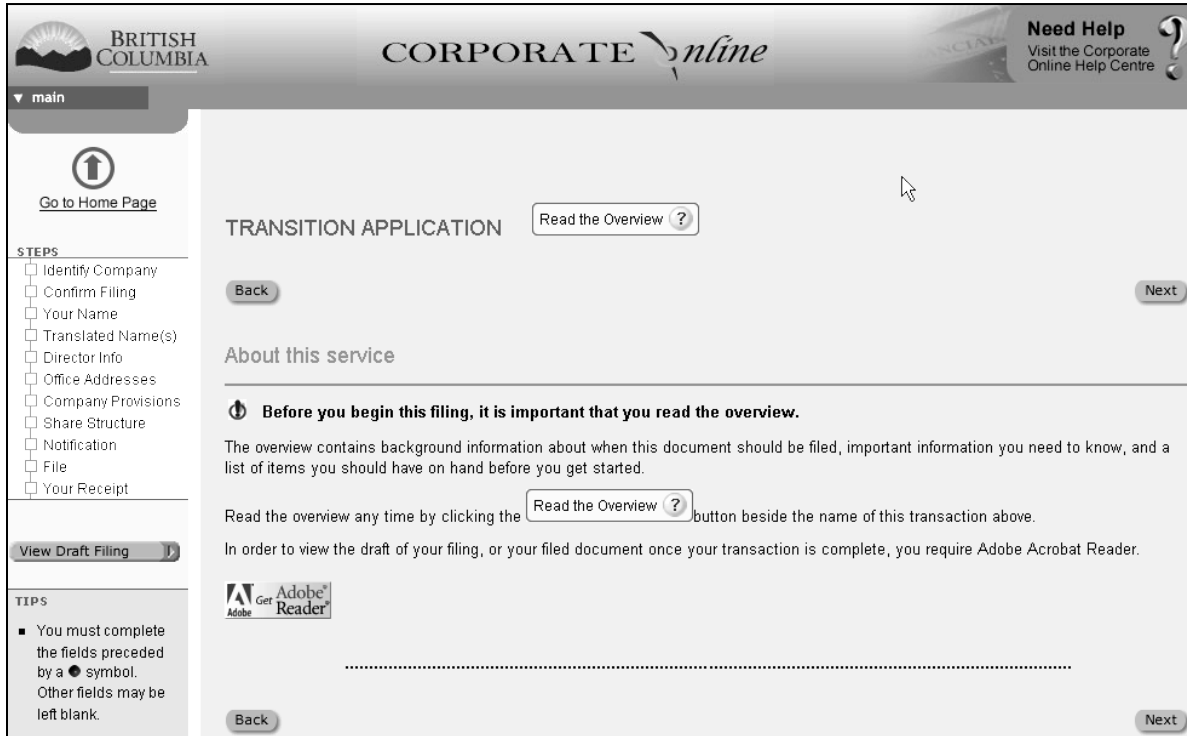 BRITISH
COLUMBIA
CORPORATE Online
NCIAL
Need Help
Visit the Corporate
Online Help Centre
main
Go to Home Page
STEPS
Identify Company
Confirm Filing
Your Name
Translated Name(s)
Director Info
Office Addresses
Company Provisions
Share Structure
Notification
File
Your Receipt
View Draft Filing
TIPS
You must complete
the fields preceded
by a symbol.
Other fields may be
left blank.
TRANSITION APPLICATION Read the Overview ?
Back Next
About this service
Before you begin this filing, it is important that you read the overview.
The overview contains background information about when this document should be filed, important information you need to know, and a
list of items you should have on hand before you get started.
Read the overview any time by clicking the Read the Overview ? button beside the name of this transaction above.
In order to view the draft of your filing, or your filed document once your transaction is complete, you require Adobe Acrobat Reader.
Adobe Get Adobe® Reader®
Back Next